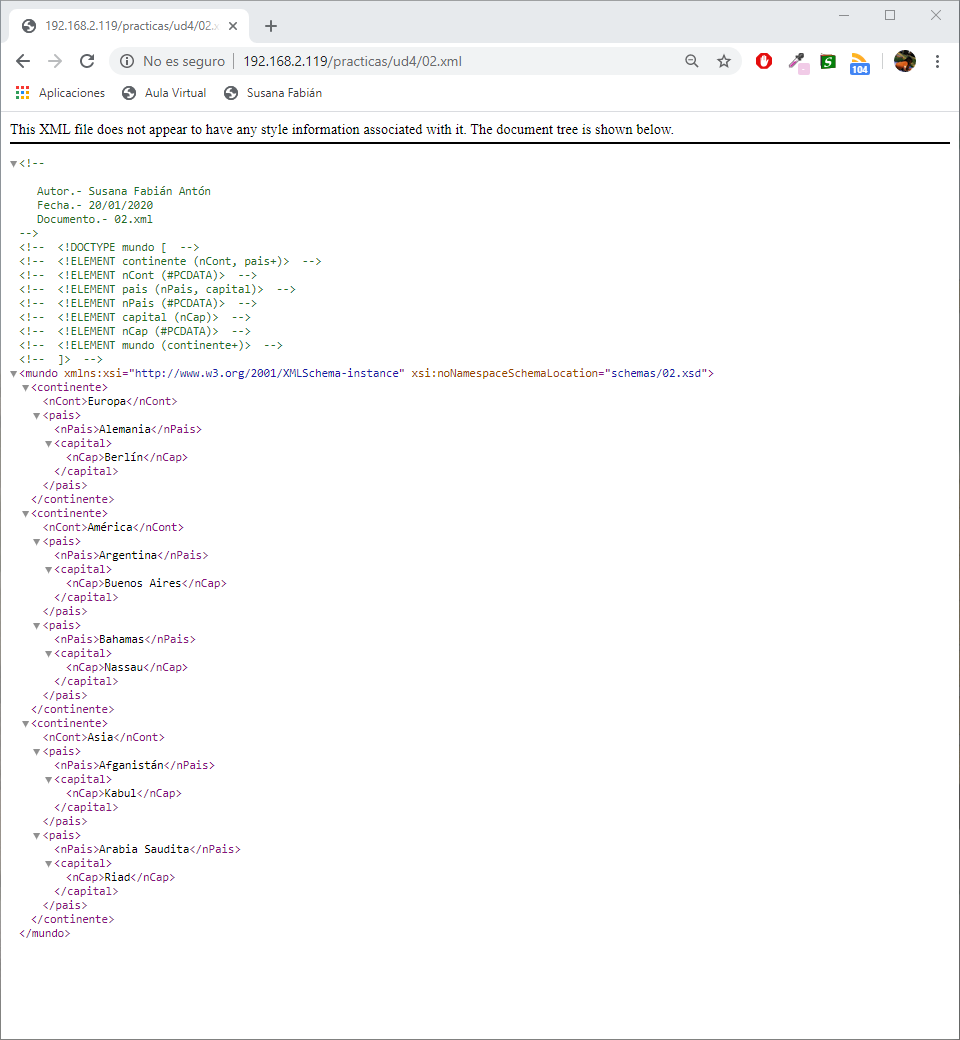 192.168.2.119/practicas/ud4/02.x
No es seguro | 192.168.2.119/practicas/ud4/02.xml
104
Aplicaciones Aula Virtual Susana Fabián
This XML file does not appear to have any style information associated with it. The document tree is shown below.
<!--
Autor.- Susana Fabián Antón
Fecha.- 20/01/2020
Documento.- 02.xml
-->
<!-- <!DOCTYPE mundo [ -->
<!-- <!ELEMENT continente (nCont, pais+)> -->
<!-- <!ELEMENT nCont (#PCDATA)> -->
<!-- <!ELEMENT pais (nPais, capital)> -->
<!-- <!ELEMENT nPais (#PCDATA)> -->
<!-- <!ELEMENT capital (nCap)> -->
<!-- <!ELEMENT nCap (#PCDATA)> -->
<!-- <!ELEMENT mundo (continente+)> -->
<!-- ]> -->
<mundo xmlns:xsi="http://www.w3.org/2001/XMLSchema-instance" xsi:noNamespaceSchemaLocation="schemas/02.xsd">
<continente>
<nCont>Europa</nCont>
<pais>
<nPais>Alemania</nPais>
<capital>
<nCap>Berlín</nCap>
</capital>
</pais>
</continente>
<continente>
<nCont>América</nCont>
<pais>
<nPais>Argentina</nPais>
<capital>
<nCap>Buenos Aires</nCap>
</capital>
</pais>
<pais>
<nPais>Bahamas</nPais>
<capital>
<nCap>Nassau</nCap>
</capital>
</pais>
</continente>
<continente>
<nCont>Asia</nCont>
<pais>
<nPais>Afganistán</nPais>
<capital>
<nCap>Kabul</nCap>
</capital>
</pais>
<pais>
<nPais>Arabia Saudita</nPais>
<capital>
<nCap>Riad</nCap>
</capital>
</pais>
</continente>
</mundo>